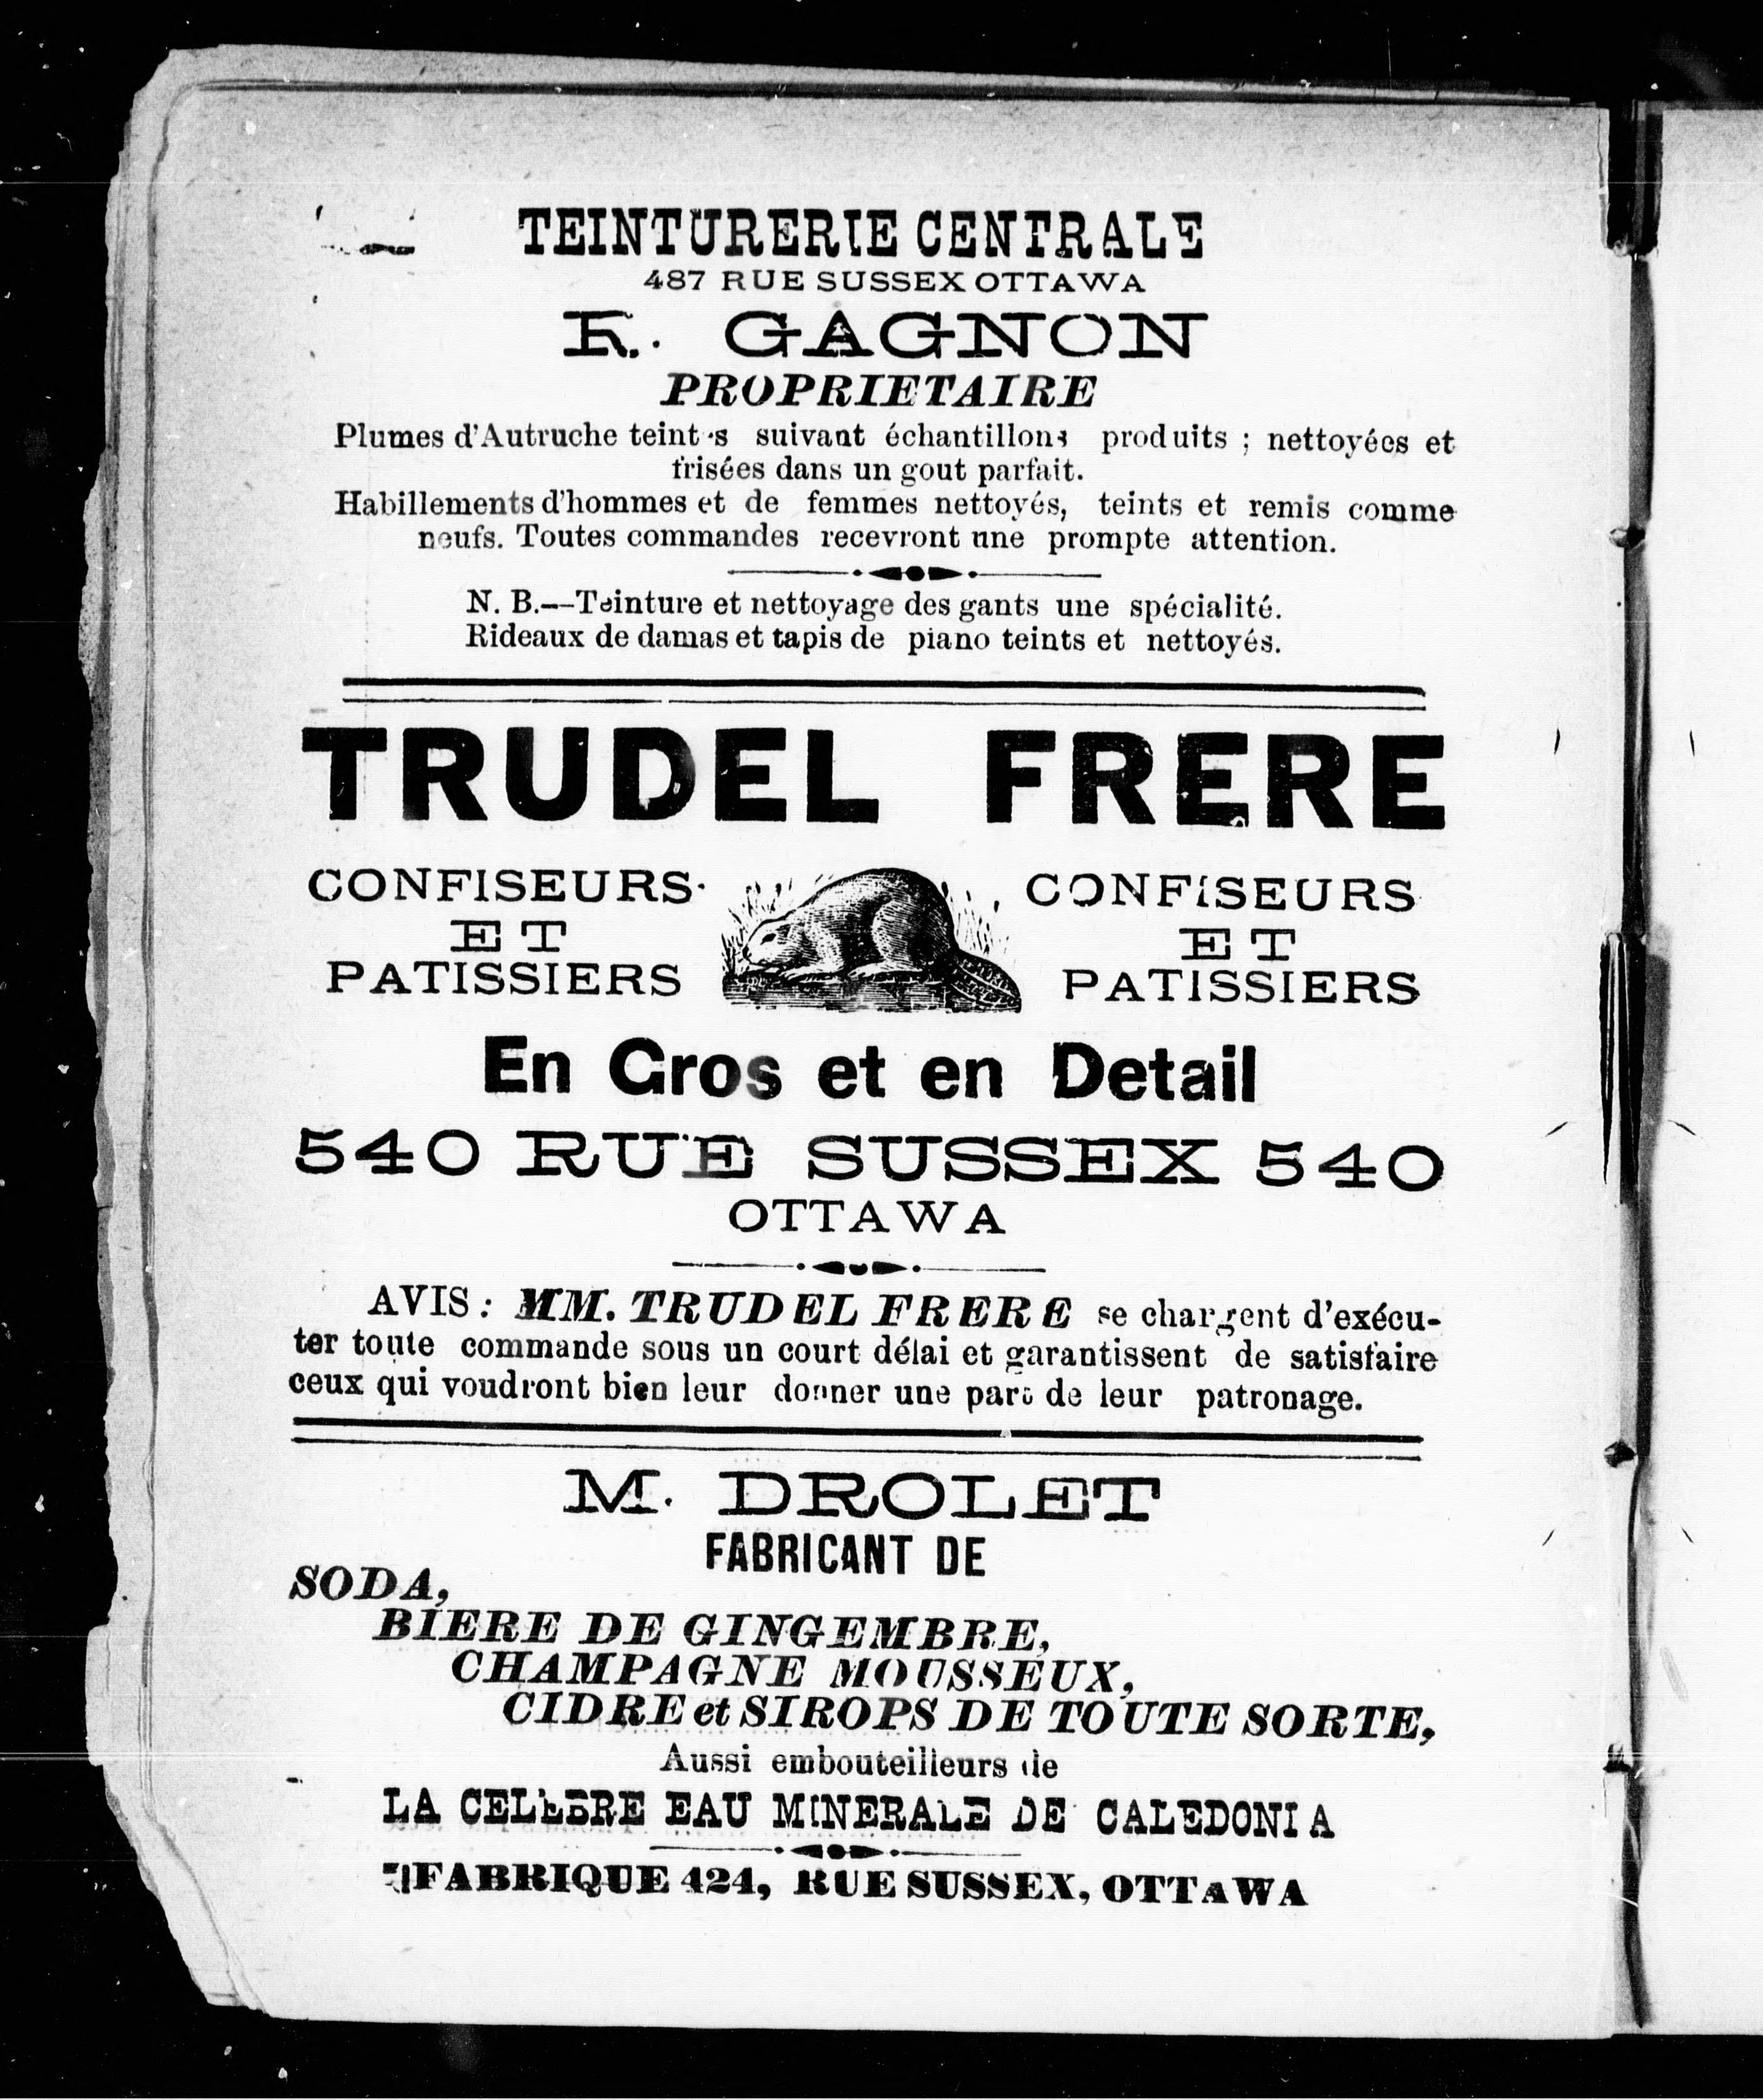 TEINTURERIE CENTRALE
487 RUE SUSSEX OTTAWA
R. GAGNON
PROPRIETAIRE
Plumes d'Autruche teintes suivant échantillons produits ; nettoyées et
frisées dans un gout parfait.
Habillements d'hommes et de femmes nettoyés, teints et remis comme
neufs. Toutes commandes recevront une prompte attention.
N. B.—Teinture et nettoyage des gants une spécialité.
Rideaux de damas et tapis de piano teints et nettoyés.
TRUDEL FRERE
CONFISEURS
ET
PATISSIERS
CONFISEURS
ET
PATISSIERS
En Gros et en Detail
540 RUE SUSSEX 540
OTTAWA
AVIS : MM. TRUDEL FRERE se chargent d'exécu-
ter toute commande sous un court délai et garantissent de satisfaire
ceux qui voudront bien leur donner une part de leur patronage.
M. DROLET
FABRICANT DE
SODA,
BIERE DE GINGEMBRE,
CHAMPAGNE MOUSSEUX,
CIDRE et SIROPS DE TOUTE SORTE,
Aussi embouteilleurs de
LA CELEBRE EAU MINERALE DE CALEDONIA
FABRIQUE 424, RUE SUSSEX, OTTAWA